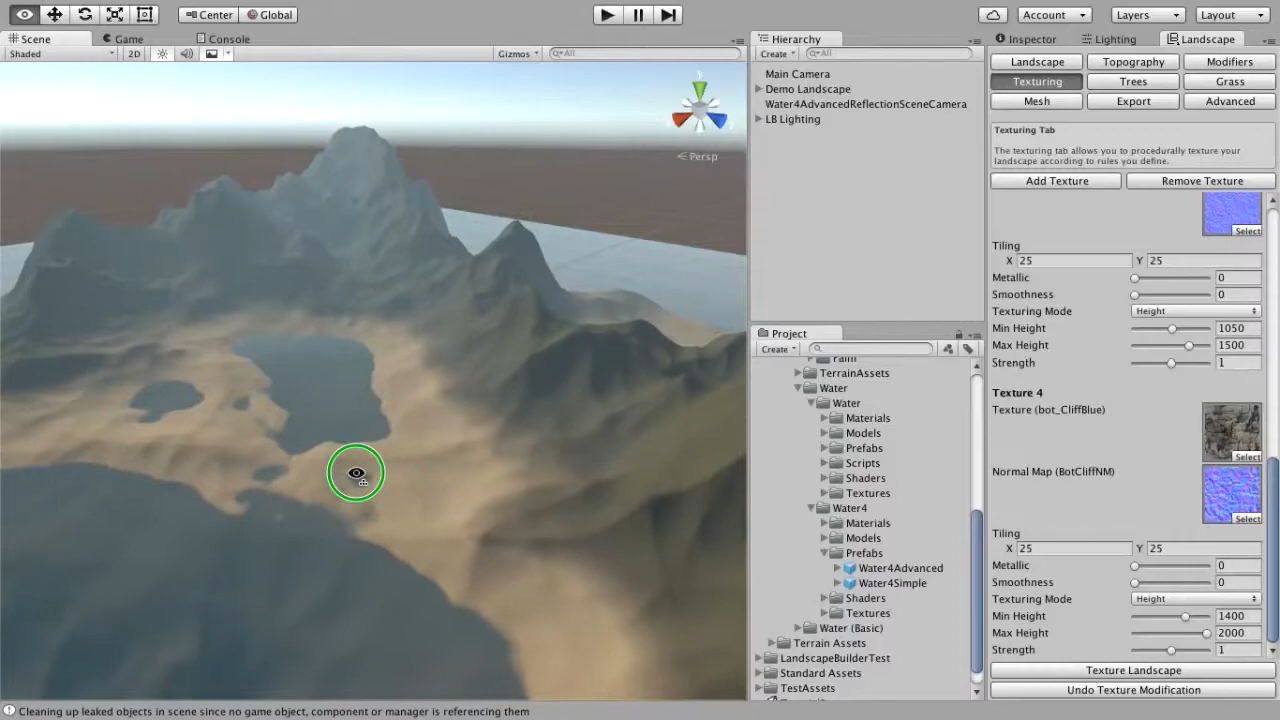 Center Global
Account Layers Layout
Scene Game Console
Shaded 2D Gizmos All
y
Persp
Hierarchy
Create All
Main Camera
Demo Landscape
Water4AdvancedReflectionSceneCamera
LB Lighting
Project
Create
TerrainAssets
Water
Water
Materials
Models
Prefabs
Scripts
Shaders
Textures
Water4
Materials
Models
Prefabs
Water4Advanced
Water4Simple
Shaders
Textures
Water (Basic)
Terrain Assets
LandscapeBuilderTest
Standard Assets
TestAssets
Inspector Lighting Landscape
Landscape Topography Modifiers
Texturing Trees Grass
Mesh Export Advanced
Texturing Tab
The texturing tab allows you to procedurally texture your
landscape according to rules you define.
Add Texture Remove Texture
Select
Tiling
X 25 Y 25
Metallic 0
Smoothness 0
Texturing Mode Height
Min Height 1050
Max Height 1500
Strength 1
Texture 4
Texture (bot_CliffBlue)
Select
Normal Map (BotCliffNM)
Select
Tiling
X 25 Y 25
Metallic 0
Smoothness 0
Texturing Mode Height
Min Height 1400
Max Height 2000
Strength 1
Texture Landscape
Undo Texture Modification
Cleaning up leaked objects in scene since no game object, component or manager is referencing them